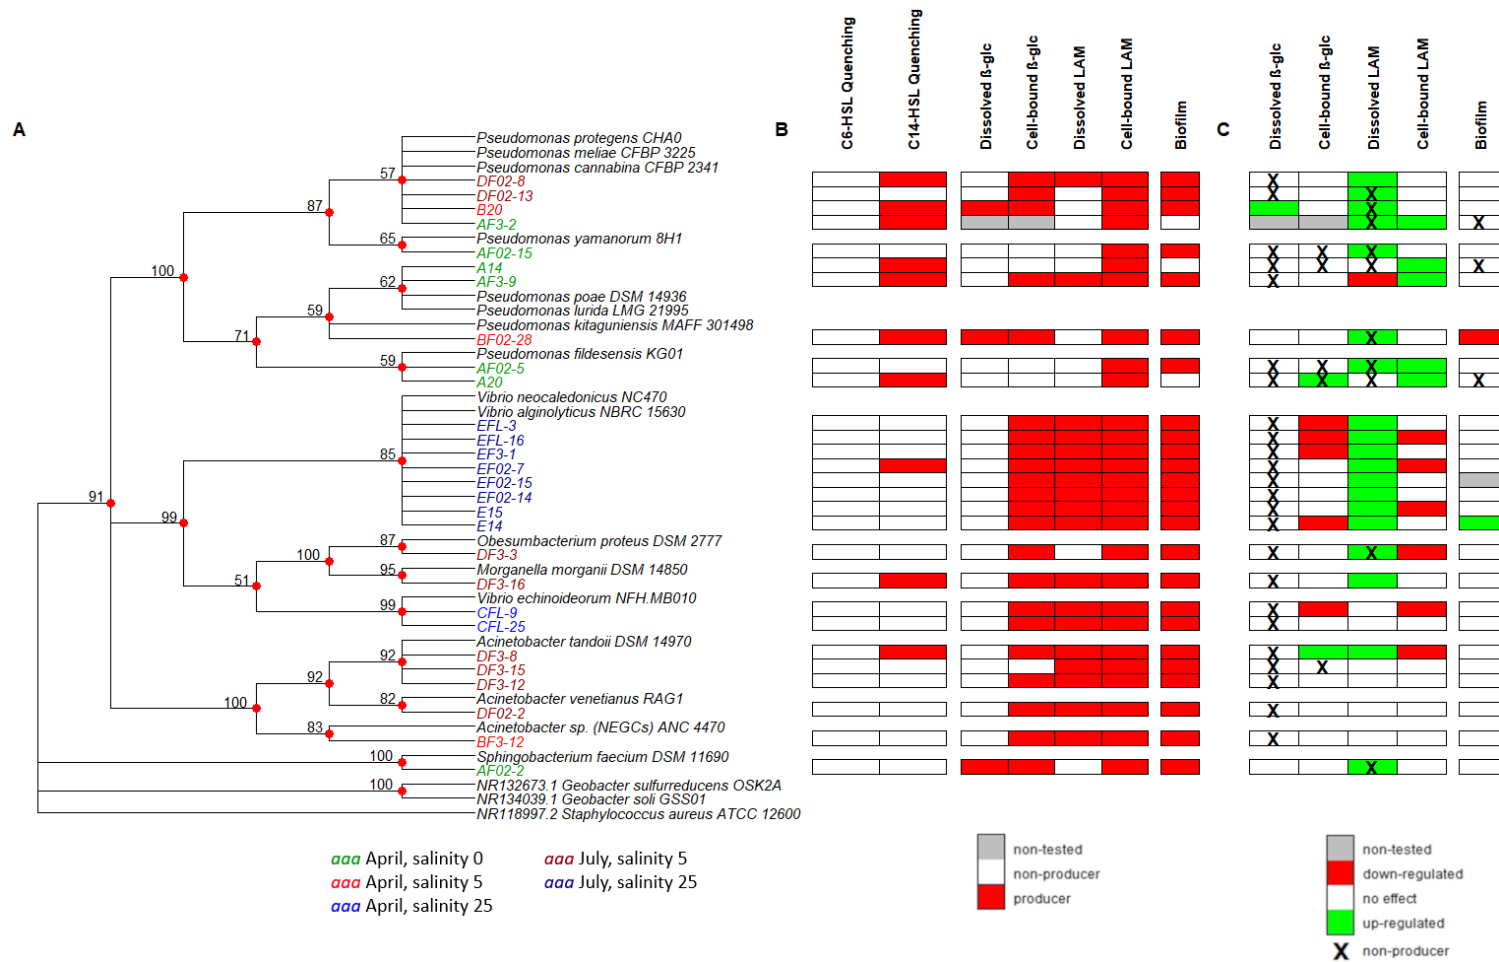 A
B
C
C6-HSL Quenching
C14-HSL Quenching
Dissolved ß-glc
Cell-bound ß-glc
Dissolved LAM
Cell-bound LAM
Biofilm
Dissolved ß-glc
Cell-bound ß-glc
Dissolved LAM
Cell-bound LAM
Biofilm
Pseudomonas protegens CHA0
Pseudomonas meliae CFBP 3225
Pseudomonas cannabina CFBP 2341
57
DF02-8
X
DF02-13
X X
87
B20
X
AF3-2
X X
65
Pseudomonas yamanorum 8H1
AF02-15
X X X
100
A14
X X X X
62
AF3-9
X
Pseudomonas poae DSM 14936
Pseudomonas lurida LMG 21995
59
Pseudomonas kitaguniensis MAFF 301498
71
BF02-28
X
Pseudomonas fildesensis KG01
59
AF02-5
X X X
A20
X X X X
Vibrio neocaledonicus NC470
Vibrio alginolyticus NBRC 15630
EFL-3
X
EFL-16
X
85
EF3-1
X
EF02-7
X
EF02-15
X
91
EF02-14
X
99
E15
X
E14
X
87
Obesumbacterium proteus DSM 2777
100
DF3-3
X X
95
Morganella morganii DSM 14850
51
DF3-16
X
Vibrio echinoideorum NFH.MB010
99
CFL-9
X
CFL-25
X
Acinetobacter tandoii DSM 14970
92
DF3-8
X
DF3-15
X X
92
DF3-12
X
82
Acinetobacter venetianus RAG1
100
DF02-2
X
83
Acinetobacter sp. (NEGCs) ANC 4470
BF3-12
X
100
Sphingobacterium faecium DSM 11690
AF02-2
X
100
NR132673.1 Geobacter sulfurreducens OSK2A
NR134039.1 Geobacter soli GSS01
NR118997.2 Staphylococcus aureus ATCC 12600
aaa April, salinity 0
aaa April, salinity 5
aaa April, salinity 25
aaa July, salinity 5
aaa July, salinity 25
non-tested
non-producer
producer
non-tested
down-regulated
no effect
up-regulated
X non-producer